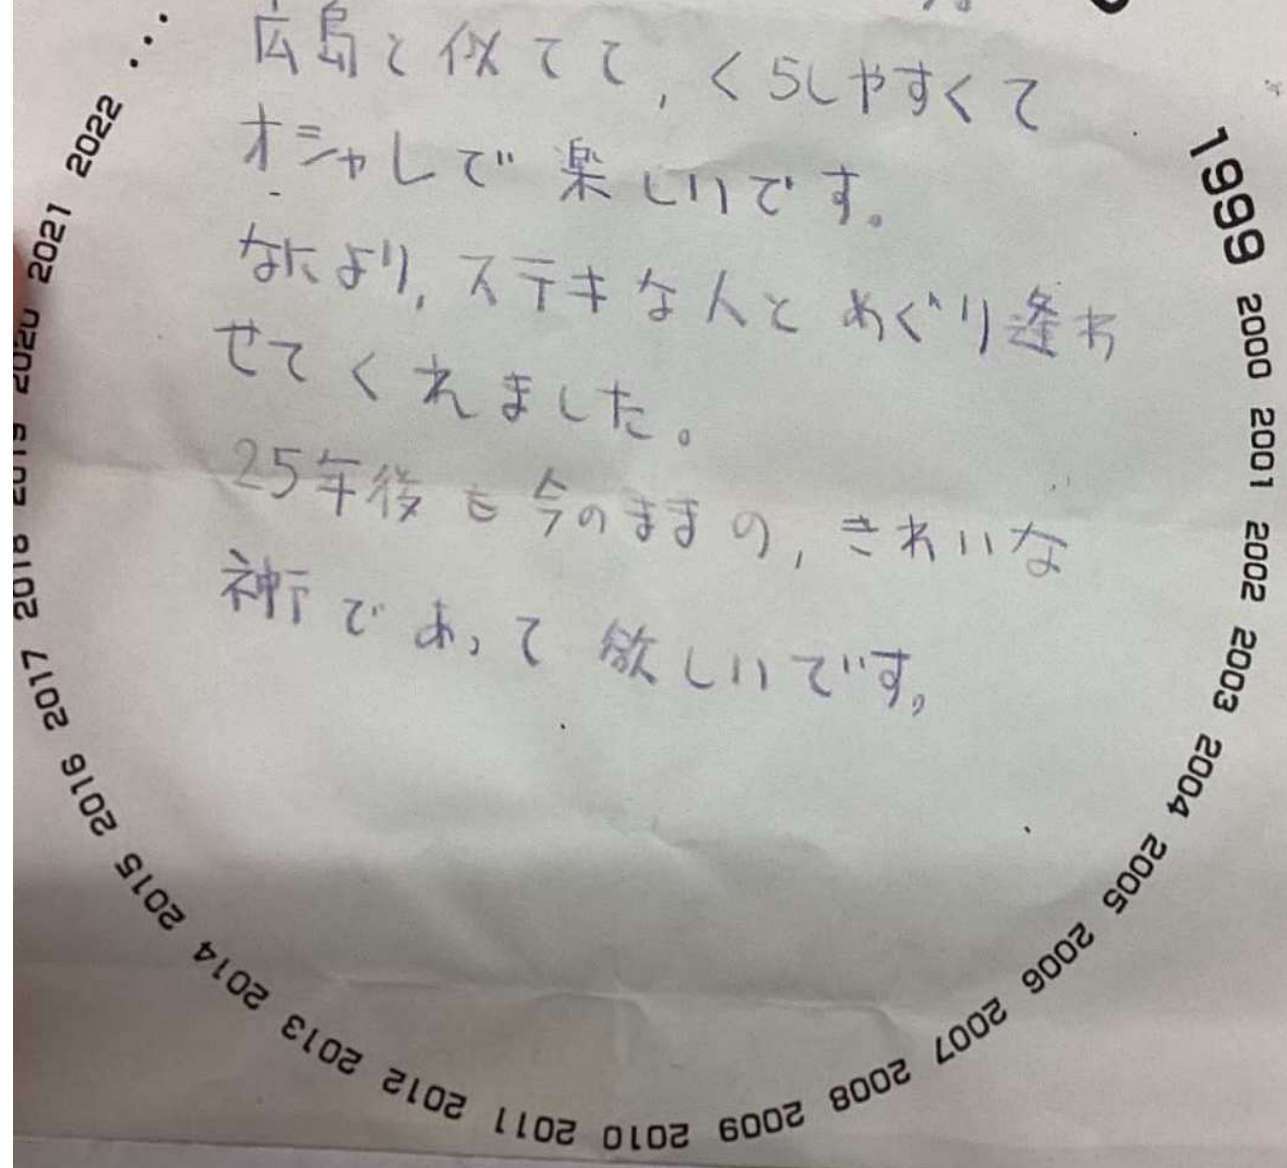 広島と似てて, くらしやすくて
オシャレで 楽しいです。
なにより, ステキな人と めぐり逢わ
せてくれました。
25年後も今のままの, きれいな
神戸であって欲しいです。
1999 2000 2001 2002 2003 2004 2005 2006 2007 2008 2009 2010 2011 2012 2013 2014 2015 2016 2017 2018 2019 2020 2021 2022 ...